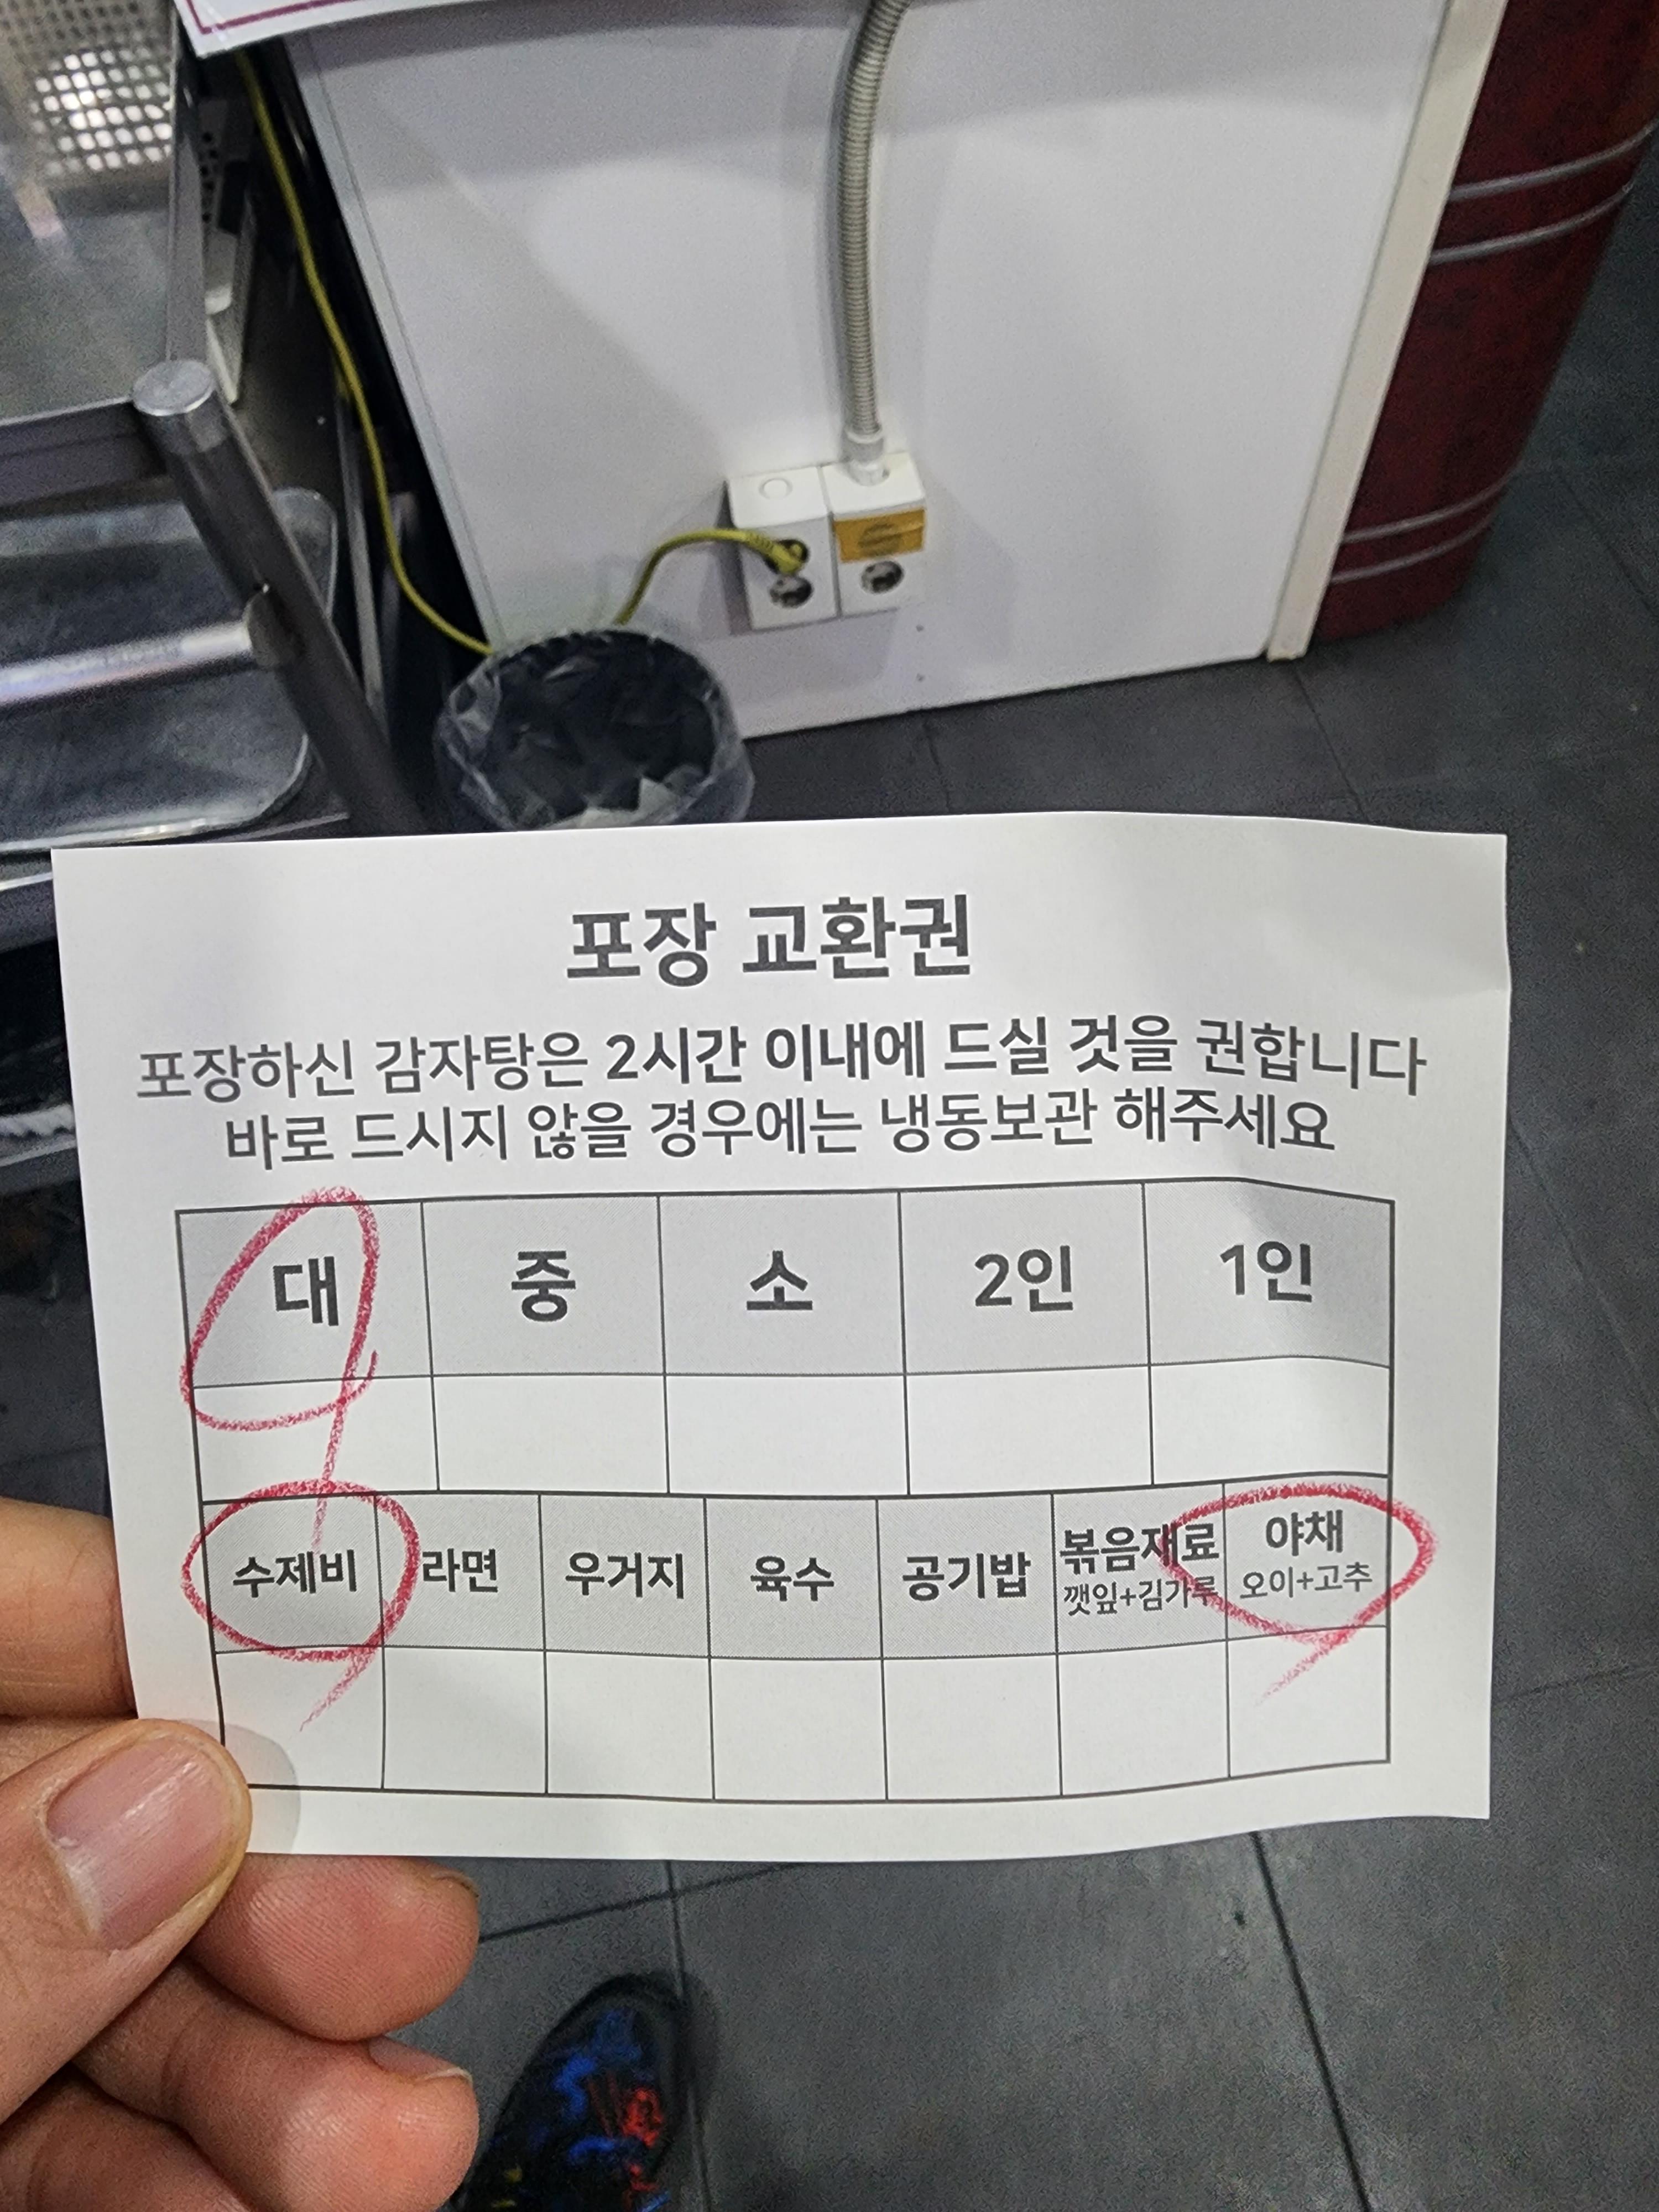 포장 교환권
포장하신 감자탕은 2시간 이내에 드실 것을 권합니다
바로 드시지 않을 경우에는 냉동보관 해주세요
대 중 소 2인 1인
수제비 라면 우거지 육수 공기밥 볶음재료 야채
깻잎+김가루 오이+고추